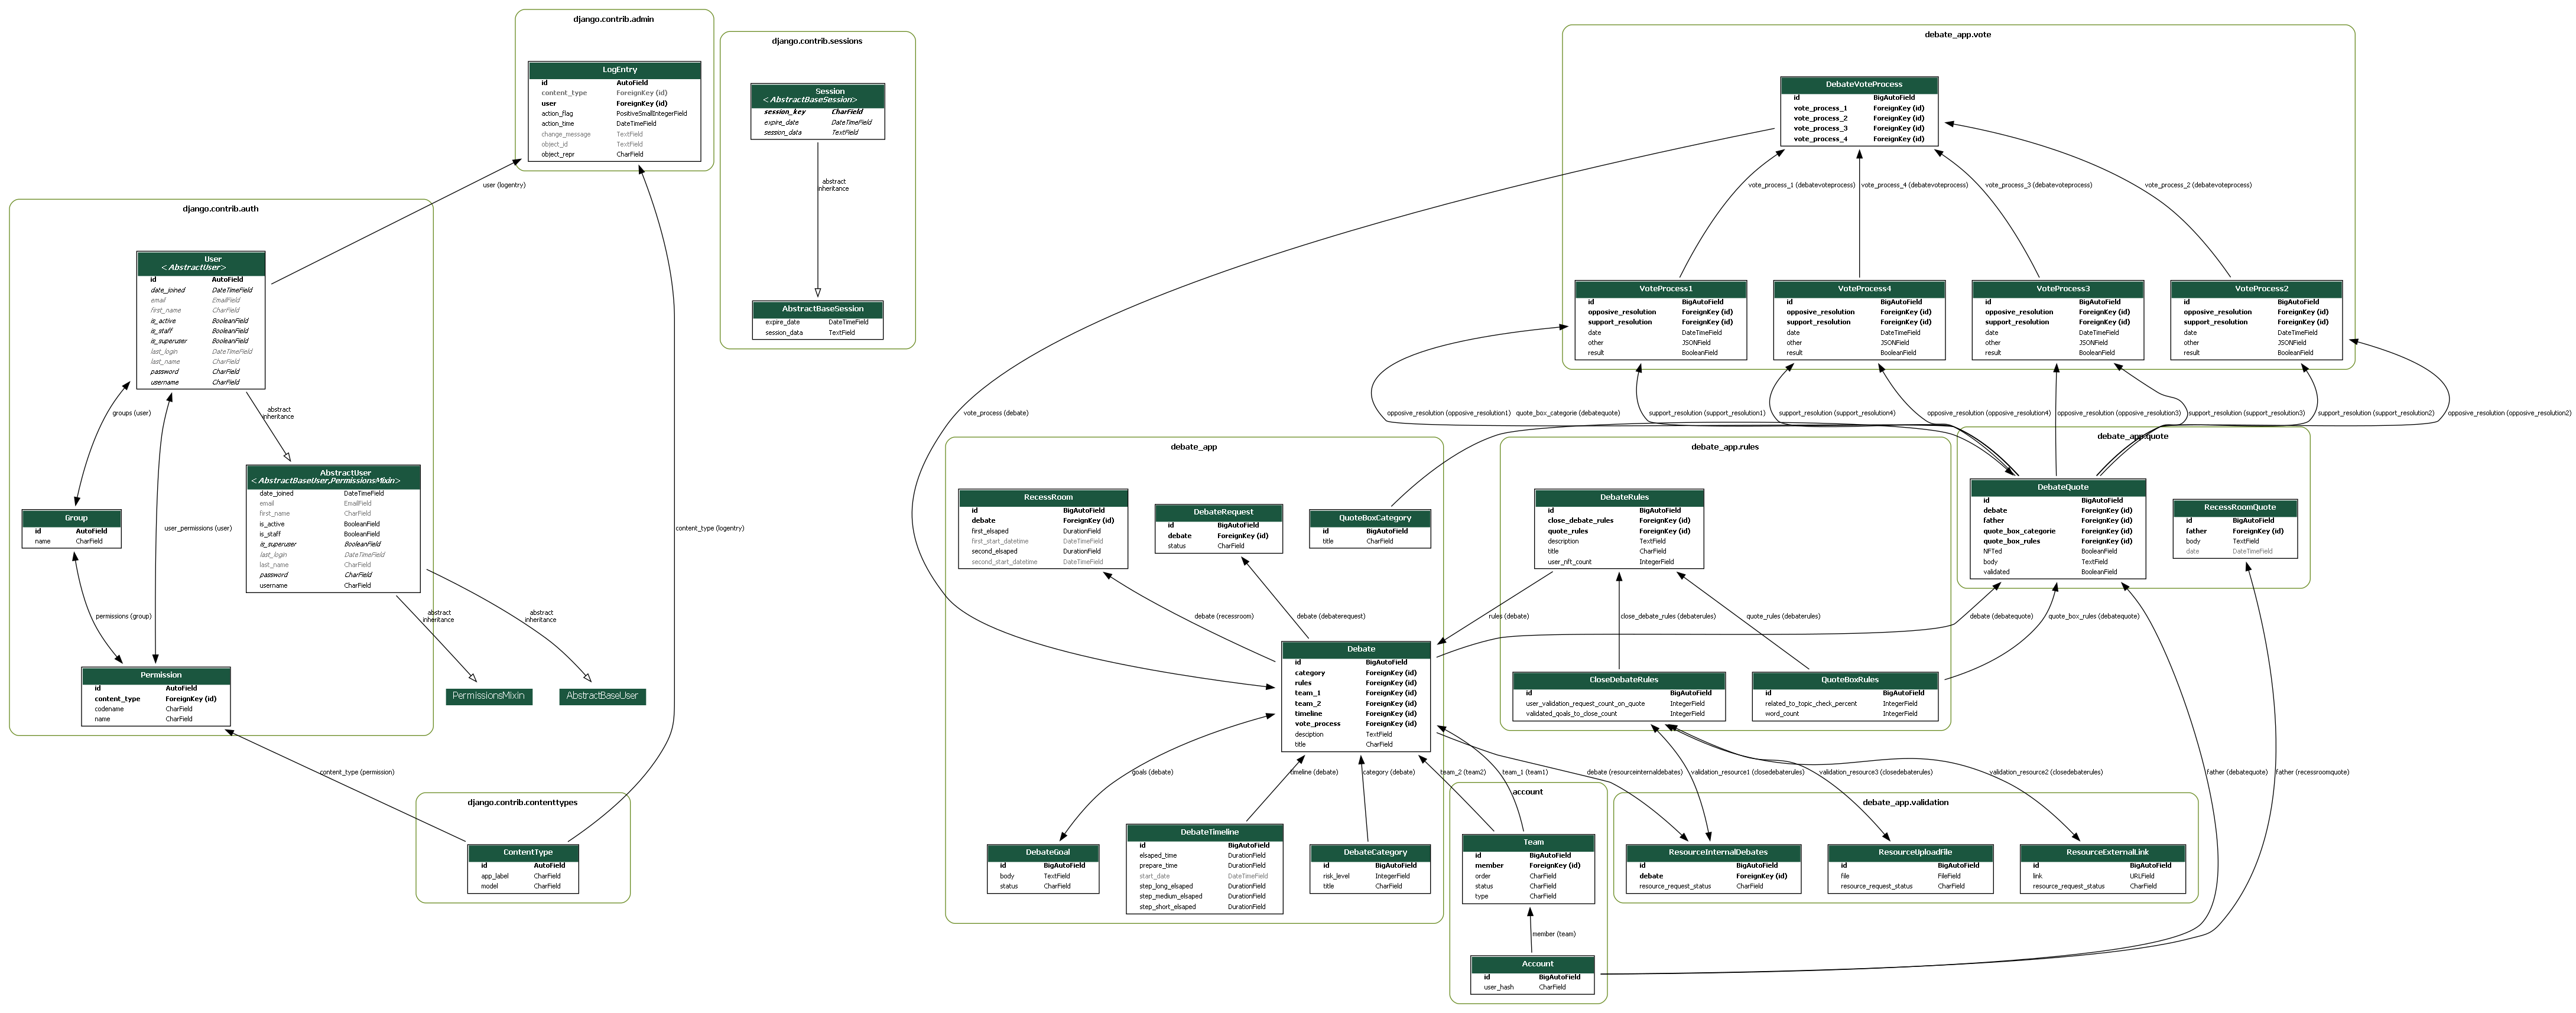 django.contrib.admin
LogEntry
id AutoField
content_type ForeignKey (id)
user ForeignKey (id)
action_flag PositiveSmallIntegerField
action_time DateTimeField
change_message TextField
object_id TextField
object_repr CharField
django.contrib.sessions
Session
<AbstractBaseSession>
session_key CharField
expire_date DateTimeField
session_data TextField
abstract
inheritance
AbstractBaseSession
expire_date DateTimeField
session_data TextField
user (logentry)
django.contrib.auth
User
<AbstractUser>
id AutoField
date_joined DateTimeField
email EmailField
first_name CharField
is_active BooleanField
is_staff BooleanField
is_superuser BooleanField
last_login DateTimeField
last_name CharField
password CharField
username CharField
groups (user)
abstract
inheritance
AbstractUser
<AbstractBaseUser,PermissionsMixin>
date_joined DateTimeField
email EmailField
first_name CharField
is_active BooleanField
is_staff BooleanField
is_superuser BooleanField
last_login DateTimeField
last_name CharField
password CharField
username CharField
Group
id AutoField
name CharField
user_permissions (user)
content_type (logentry)
permissions (group)
abstract
inheritance
abstract
inheritance
Permission
id AutoField
content_type ForeignKey (id)
codename CharField
name CharField
PermissionsMixin
AbstractBaseUser
content_type (permission)
django.contrib.contenttypes
ContentType
id AutoField
app_label CharField
model CharField
debate_app.vote
DebateVoteProcess
id BigAutoField
vote_process_1 ForeignKey (id)
vote_process_2 ForeignKey (id)
vote_process_3 ForeignKey (id)
vote_process_4 ForeignKey (id)
vote_process_1 (debatevoteprocess)
vote_process_4 (debatevoteprocess)
vote_process_3 (debatevoteprocess)
vote_process_2 (debatevoteprocess)
VoteProcess1
id BigAutoField
opposive_resolution ForeignKey (id)
support_resolution ForeignKey (id)
date DateTimeField
other JSONField
result BooleanField
VoteProcess4
id BigAutoField
opposive_resolution ForeignKey (id)
support_resolution ForeignKey (id)
date DateTimeField
other JSONField
result BooleanField
VoteProcess3
id BigAutoField
opposive_resolution ForeignKey (id)
support_resolution ForeignKey (id)
date DateTimeField
other JSONField
result BooleanField
VoteProcess2
id BigAutoField
opposive_resolution ForeignKey (id)
support_resolution ForeignKey (id)
date DateTimeField
other JSONField
result BooleanField
vote_process (debate)
opposive_resolution (opposive_resolution1)
quote_box_categorie (debatequote)
support_resolution (support_resolution1)
support_resolution (support_resolution4)
opposive_resolution (opposive_resolution4)
opposive_resolution (opposive_resolution3)
support_resolution (support_resolution3)
support_resolution (support_resolution2)
opposive_resolution (opposive_resolution2)
debate_app
RecessRoom
id BigAutoField
debate ForeignKey (id)
first_elsaped DurationField
first_start_datetime DateTimeField
second_elsaped DurationField
second_start_datetime DateTimeField
DebateRequest
id BigAutoField
debate ForeignKey (id)
status CharField
QuoteBoxCategory
id BigAutoField
title CharField
debate_app.rules
DebateRules
id BigAutoField
close_debate_rules ForeignKey (id)
quote_rules ForeignKey (id)
description TextField
title CharField
user_nft_count IntegerField
debate_app.quote
DebateQuote
id BigAutoField
debate ForeignKey (id)
father ForeignKey (id)
quote_box_categorie ForeignKey (id)
quote_box_rules ForeignKey (id)
NFTed BooleanField
body TextField
validated BooleanField
RecessRoomQuote
id BigAutoField
father ForeignKey (id)
body TextField
date DateTimeField
debate (recessroom)
debate (debaterequest)
rules (debate)
close_debate_rules (debaterules)
quote_rules (debaterules)
debate (debatequote)
quote_box_rules (debatequote)
Debate
id BigAutoField
category ForeignKey (id)
rules ForeignKey (id)
team_1 ForeignKey (id)
team_2 ForeignKey (id)
timeline ForeignKey (id)
vote_process ForeignKey (id)
desciption TextField
title CharField
CloseDebateRules
id BigAutoField
user_validation_request_count_on_quote IntegerField
validated_goals_to_close_count IntegerField
QuoteBoxRules
id BigAutoField
related_to_topic_check_percent IntegerField
word_count IntegerField
goals (debate)
timeline (debate)
category (debate)
team_2 (team2)
team_1 (team1)
debate (resourceinternaldebates)
validation_resource1 (closedebaterules)
validation_resource3 (closedebaterules)
validation_resource2 (closedebaterules)
father (debatequote)
father (recessroomquote)
DebateGoal
id BigAutoField
body TextField
status CharField
DebateTimeline
id BigAutoField
elsaped_time DurationField
prepare_time DurationField
start_date DateTimeField
step_long_elsaped DurationField
step_medium_elsaped DurationField
step_short_elsaped DurationField
DebateCategory
id BigAutoField
risk_level IntegerField
title CharField
account
Team
id BigAutoField
member ForeignKey (id)
order CharField
status CharField
type CharField
member (team)
Account
id BigAutoField
user_hash CharField
debate_app.validation
ResourceInternalDebates
id BigAutoField
debate ForeignKey (id)
resource_request_status CharField
ResourceUploadFile
id BigAutoField
file FileField
resource_request_status CharField
ResourceExternalLink
id BigAutoField
link URLField
resource_request_status CharField